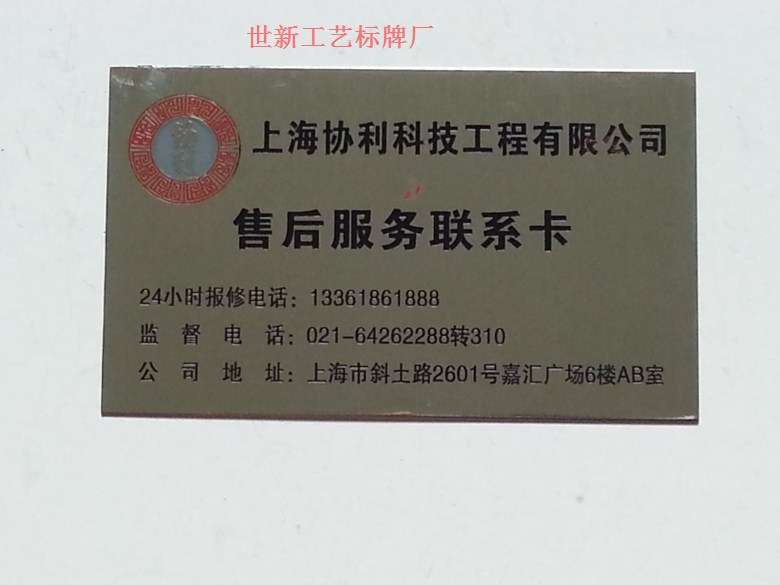 世新工艺标牌厂
上海协利科技工程有限公司
售后服务联系卡
24小时报修电话：13361861888
监督电话：021-64262288转310
公司地址：上海市斜土路2601号嘉汇广场6楼AB室